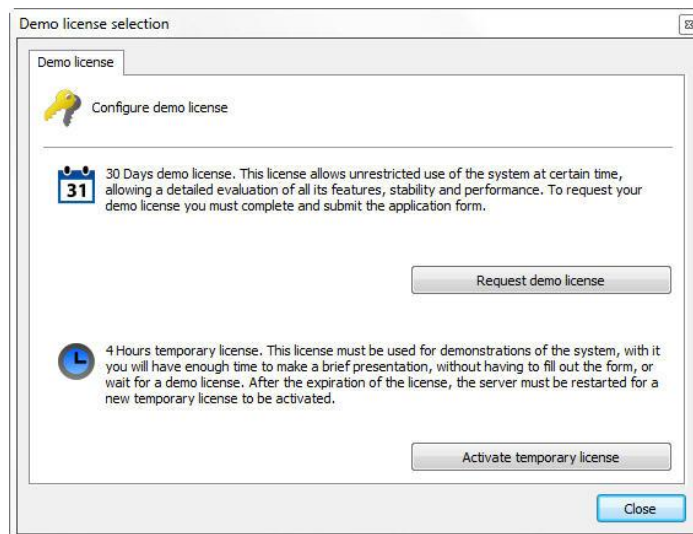 Demo license selection
Demo license
Configure demo license
30 Days demo license. This license allows unrestricted use of the system at certain time,
31
allowing a detailed evaluation of all its features, stability and performance. To request your
demo license you must complete and submit the application form.
Request demo license
4 Hours temporary license. This license must be used for demonstrations of the system, with it
you will have enough time to make a brief presentation, without having to fill out the form, or
wait for a demo license. After the expiration of the license, the server must be restarted for a
new temporary license to be activated.
Activate temporary license
Close